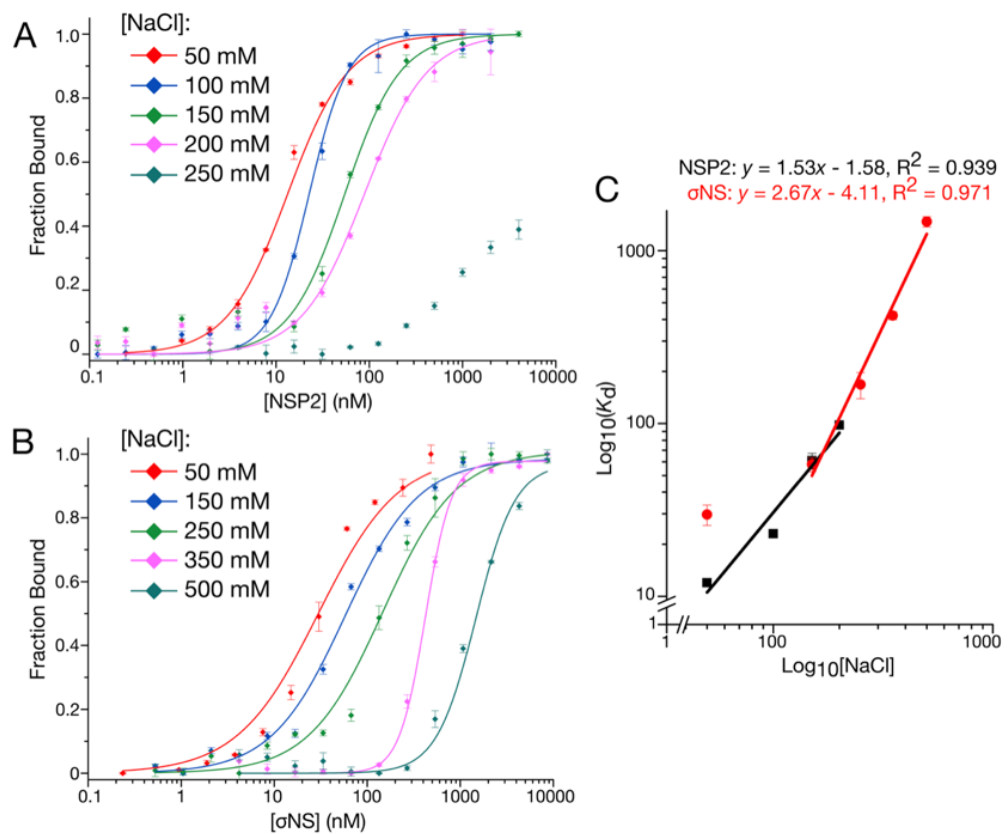 A
[NaCl]:
50 mM
100 mM
150 mM
200 mM
250 mM
Fraction Bound
1.0
0.8
0.6
0.4
0.2
0
0.1
1
10
100
1000
10000
[NSP2] (nM)
B
[NaCl]:
50 mM
150 mM
250 mM
350 mM
500 mM
Fraction Bound
1.0
0.8
0.6
0.4
0.2
0
0.1
1
10
100
1000
10000
[σNS] (nM)
NSP2: y = 1.53x - 1.58, R² = 0.939
σNS: y = 2.67x - 4.11, R² = 0.971
C
Log₁₀(Kd)
1000
100
10
1
1
100
1000
Log₁₀[NaCl]